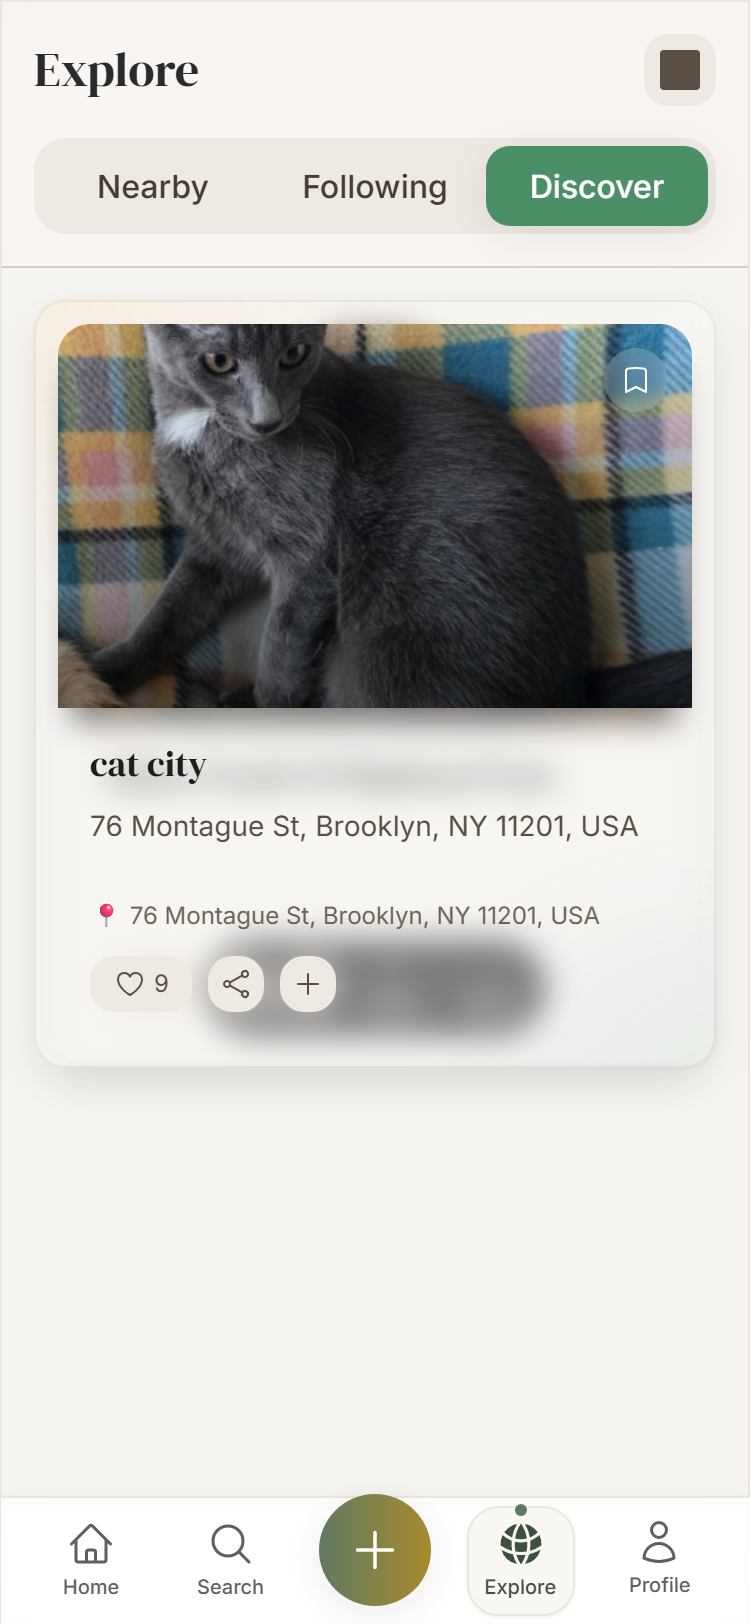 Explore
Nearby Following Discover
cat city
76 Montague St, Brooklyn, NY 11201, USA
76 Montague St, Brooklyn, NY 11201, USA
9
Home Search Explore Profile